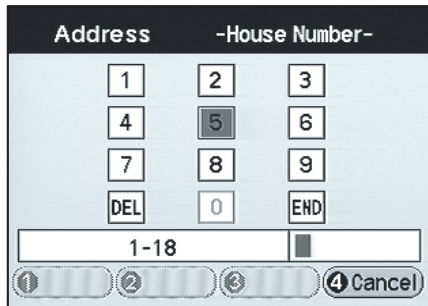 Address -House Number-
1 2 3
4 5 6
7 8 9
DEL 0 END
1-18
1 2 3 4 Cancel